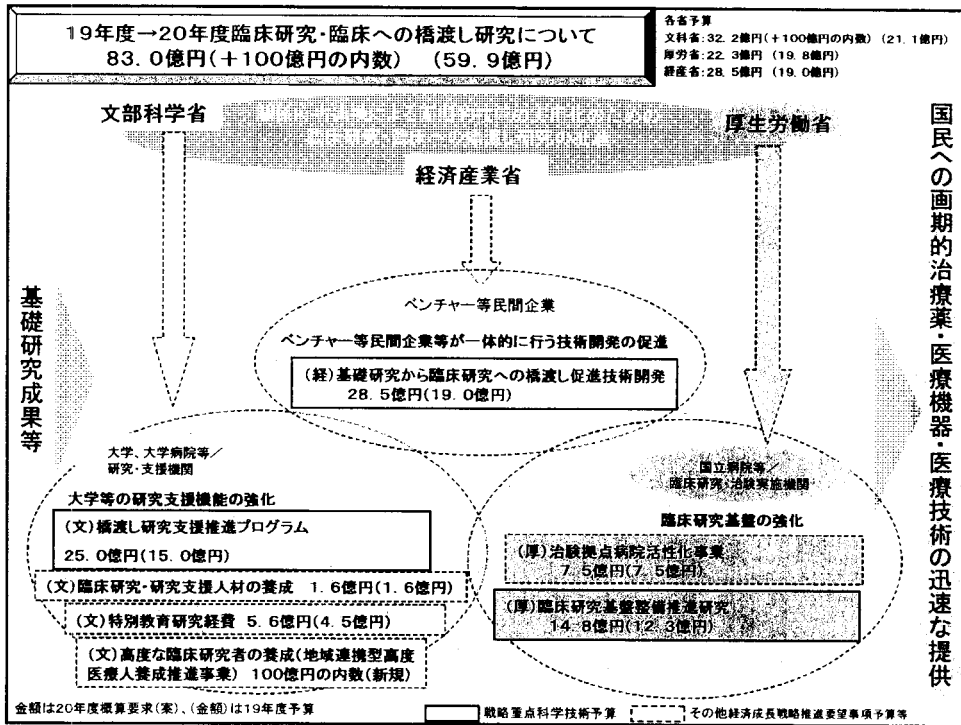 19年度→20年度臨床研究・臨床への橋渡し研究について
83.0億円(+100億円の内数) (59.9億円)
各省予算
文科省:32.2億円(+100億円の内数) (21.1億円)
厚労省:22.3億円 (19.8億円)
経産省:28.5億円 (19.0億円)
文部科学省
厚生労働省
経済産業省
基礎研究成果等
国民への画期的治療薬・医療機器・医療技術の迅速な提供
ベンチャー等民間企業
ベンチャー等民間企業等が一体的に行う技術開発の促進
(経)基礎研究から臨床研究への橋渡し促進技術開発
28.5億円(19.0億円)
大学、大学病院等/
研究・支援機関
大学等の研究支援機能の強化
(文)橋渡し研究支援推進プログラム
25.0億円(15.0億円)
(文)臨床研究・研究支援人材の養成 1.6億円(1.6億円)
(文)特別教育研究経費 5.6億円(4.5億円)
(文)高度な臨床研究者の養成(地域連携型高度
医療人養成推進事業) 100億円の内数(新規)
国立病院等/
臨床研究・治験実施機関
臨床研究基盤の強化
(厚)治験拠点病院活性化事業
7.5億円(7.5億円)
(厚)臨床研究基盤整備推進研究
14.8億円(12.3億円)
金額は20年度概算要求(案)、(金額)は19年度予算
戦略重点科学技術予算
その他経済成長戦略推進要望事項予算等